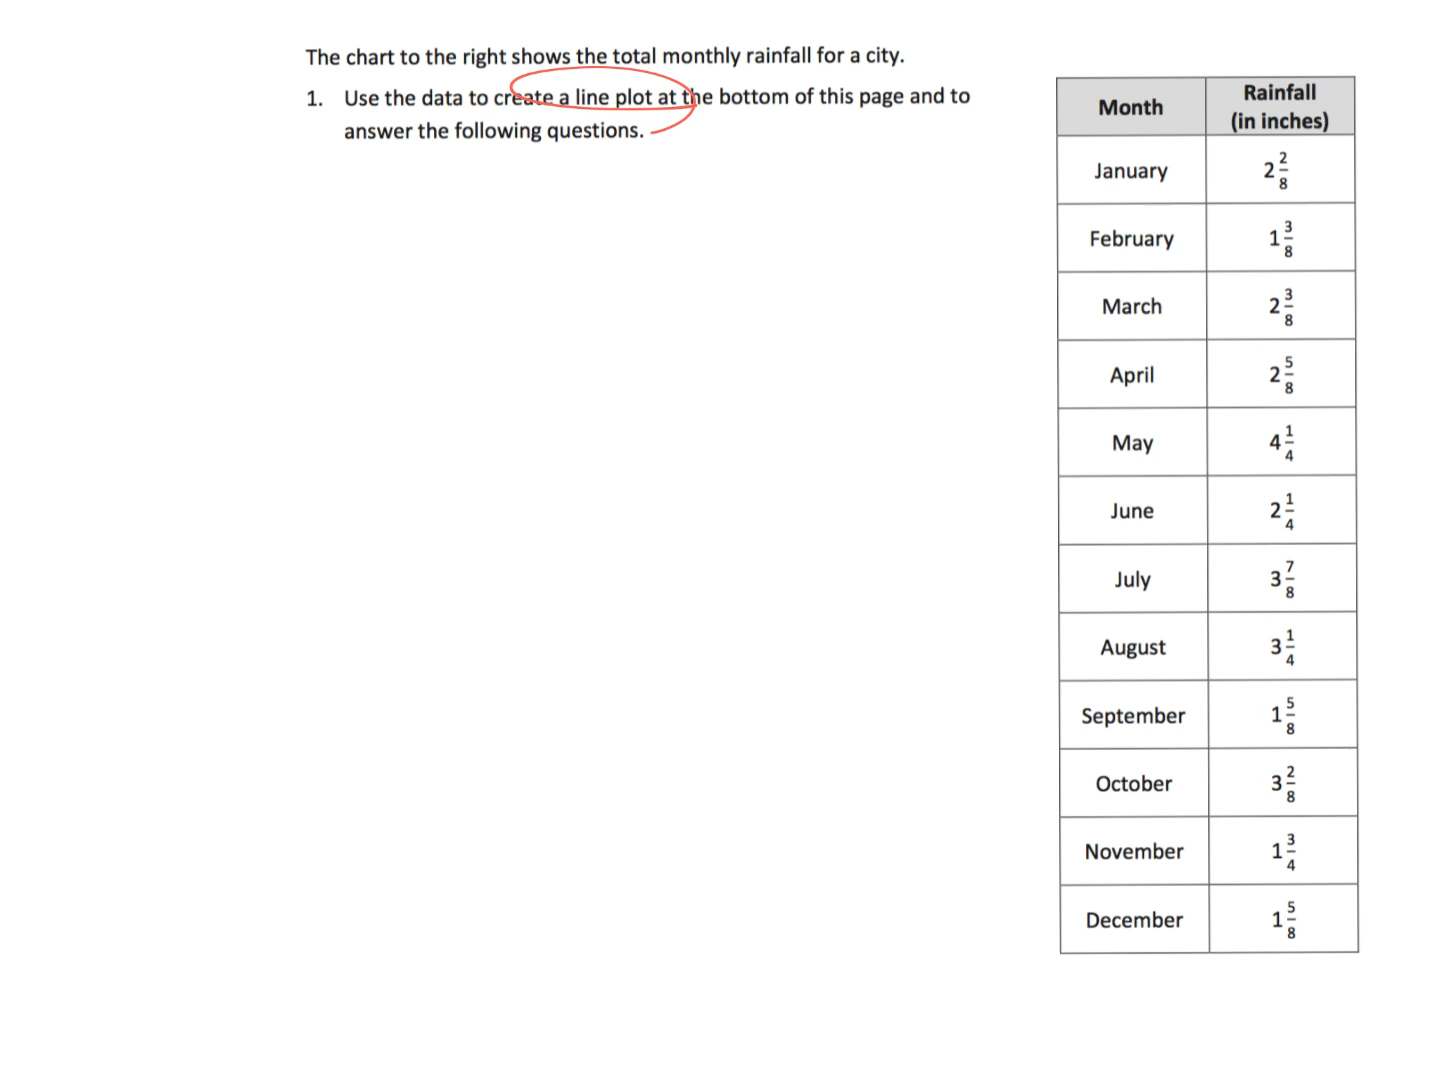 The chart to the right shows the total monthly rainfall for a city.
1. Use the data to create a line plot at the bottom of this page and to
answer the following questions.
Month Rainfall (in inches)
January 2 2/8
February 1 3/8
March 2 3/8
April 2 5/8
May 4 1/4
June 2 1/4
July 3 7/8
August 3 1/4
September 1 5/8
October 3 2/8
November 1 3/4
December 1 5/8